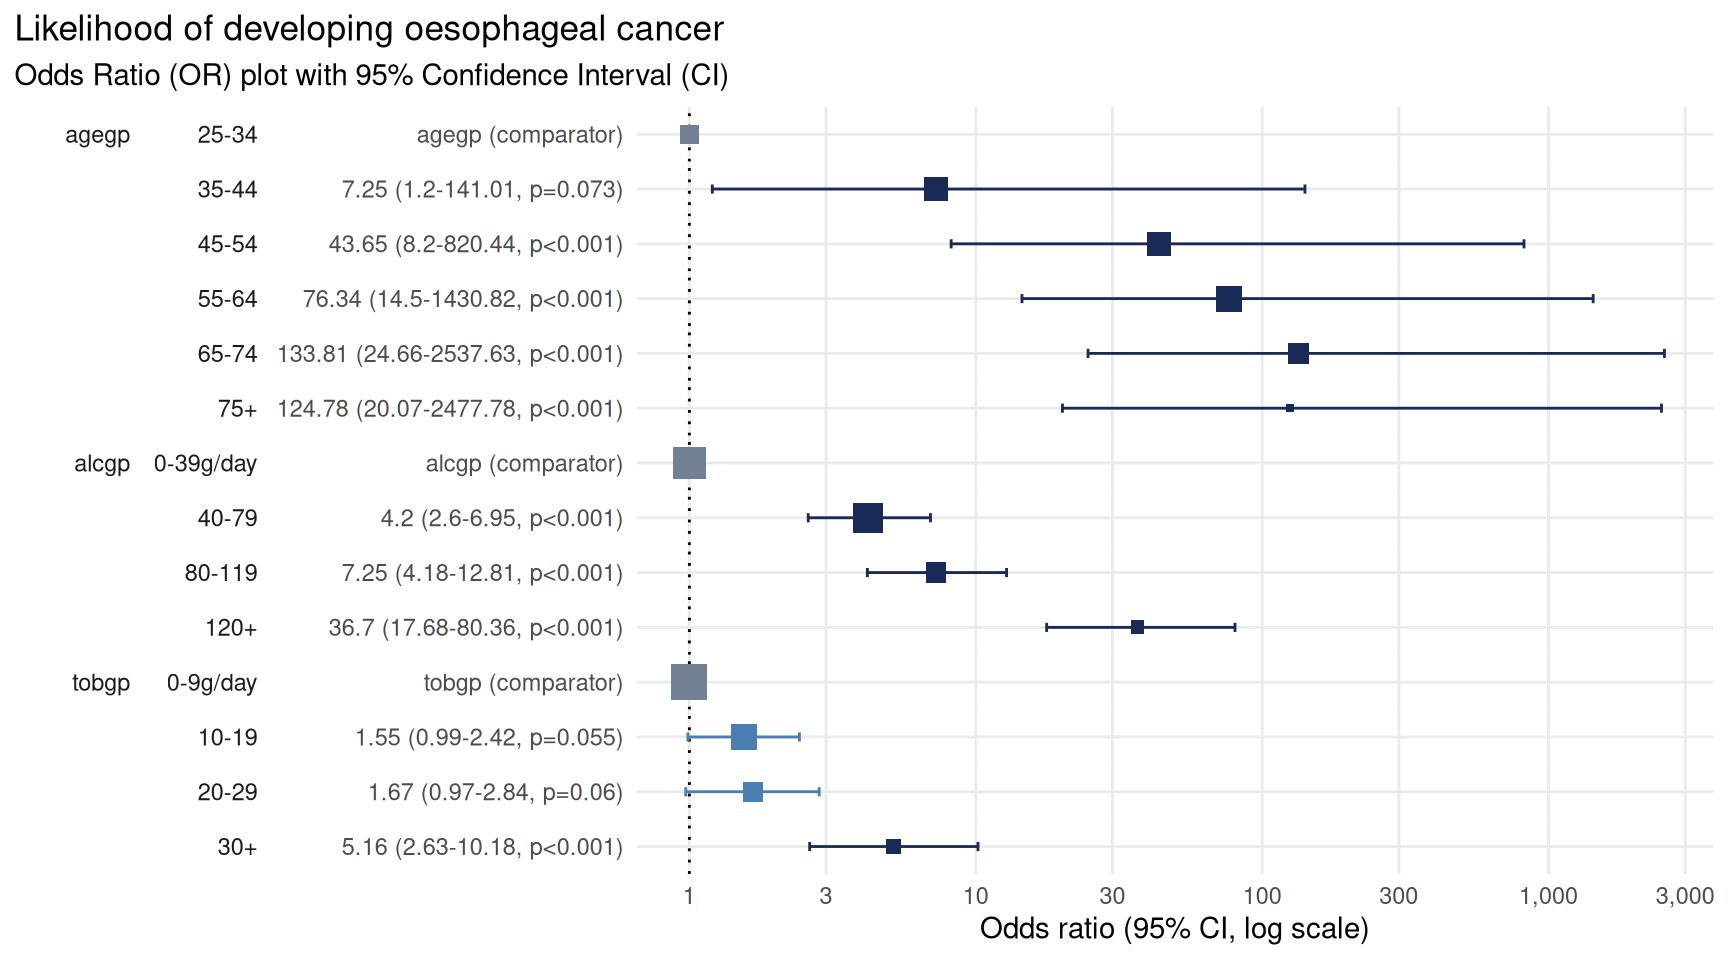 Likelihood of developing oesophageal cancer
Odds Ratio (OR) plot with 95% Confidence Interval (CI)
agegp 25-34 agegp (comparator)
35-44 7.25 (1.2-141.01, p=0.073)
45-54 43.65 (8.2-820.44, p<0.001)
55-64 76.34 (14.5-1430.82, p<0.001)
65-74 133.81 (24.66-2537.63, p<0.001)
75+ 124.78 (20.07-2477.78, p<0.001)
alcgp 0-39g/day alcgp (comparator)
40-79 4.2 (2.6-6.95, p<0.001)
80-119 7.25 (4.18-12.81, p<0.001)
120+ 36.7 (17.68-80.36, p<0.001)
tobgp 0-9g/day tobgp (comparator)
10-19 1.55 (0.99-2.42, p=0.055)
20-29 1.67 (0.97-2.84, p=0.06)
30+ 5.16 (2.63-10.18, p<0.001)
1 3 10 30 100 300 1,000 3,000
Odds ratio (95% CI, log scale)